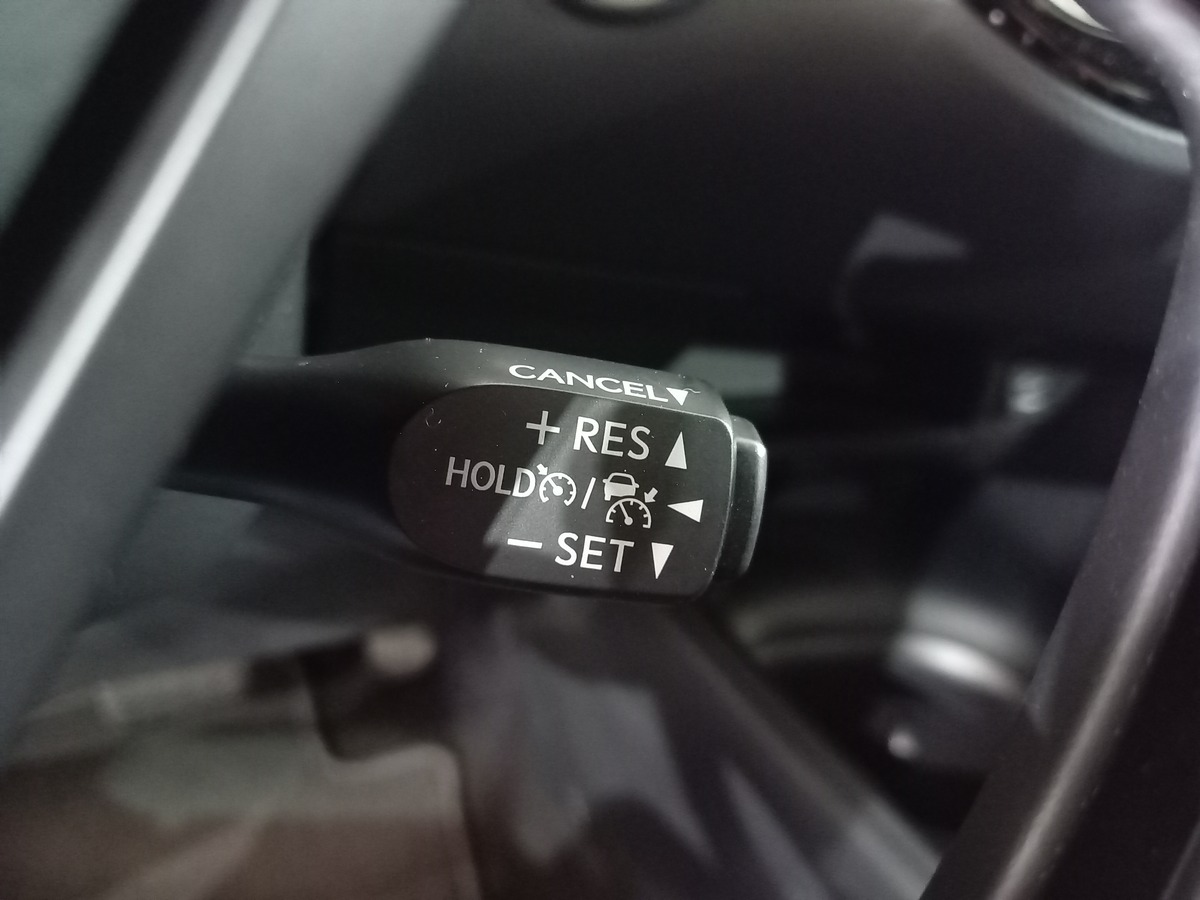 CANCEL▼
+ RES ▲
HOLD / ◀
− SET ▼